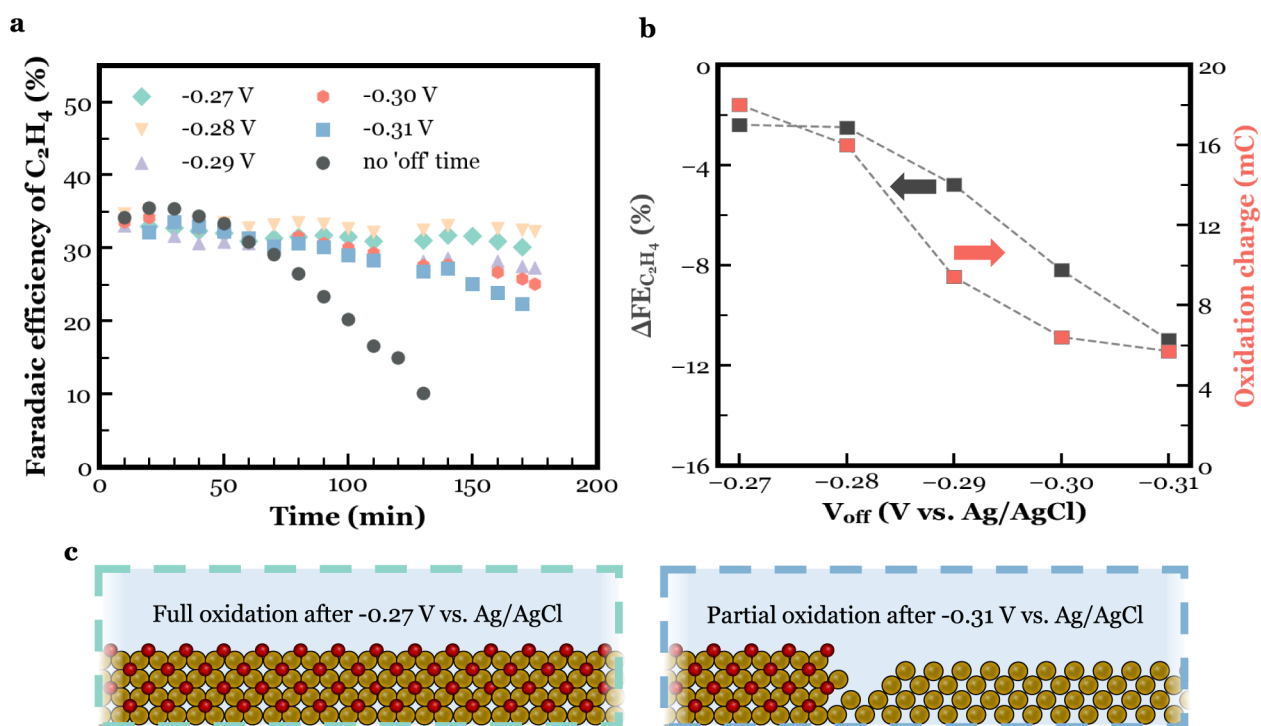 a
Faradaic efficiency of C₂H₄ (%)
50
40
30
20
10
0
-0.27 V
-0.28 V
-0.29 V
-0.30 V
-0.31 V
no 'off' time
0
50
100
150
200
Time (min)
b
ΔFE_C₂H₄ (%)
0
−4
−8
−12
−16
20
16
12
8
4
0
Oxidation charge (mC)
−0.27
−0.28
−0.29
−0.30
−0.31
V_off (V vs. Ag/AgCl)
c
Full oxidation after -0.27 V vs. Ag/AgCl
Partial oxidation after -0.31 V vs. Ag/AgCl